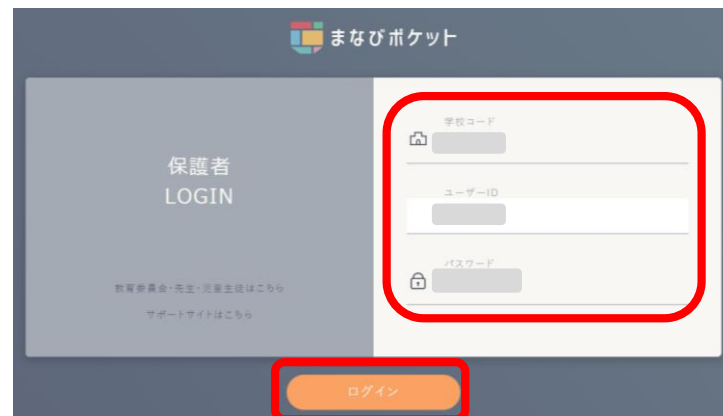 まなびポケット
保護者
LOGIN
教育委員会・先生・児童生徒はこちら
サポートサイトはこちら
学校コード
ユーザーID
パスワード
ログイン